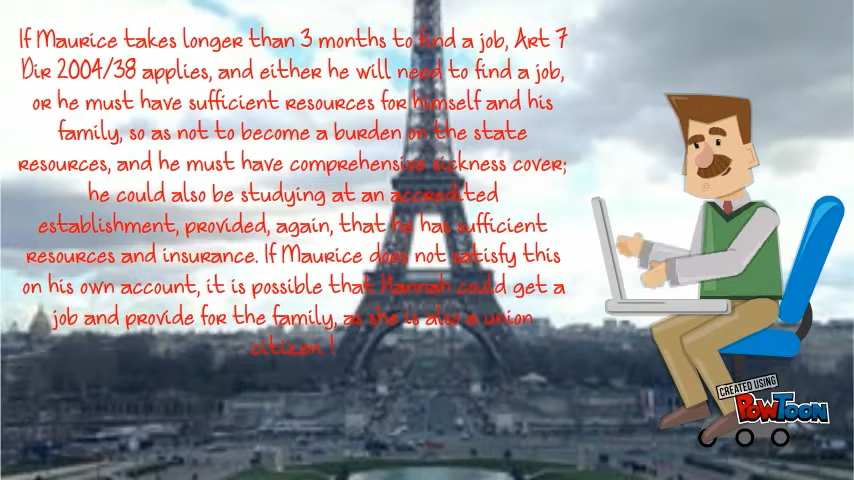 If Maurice takes longer than 3 months to find a job, Art 7
Dir 2004/38 applies, and either he will need to find a job,
or he must have sufficient resources for himself and his
family, so as not to become a burden on the state
resources, and he must have comprehensive sickness cover;
he could also be studying at an accredited
establishment, provided, again, that he has sufficient
resources and insurance. If Maurice does not satisfy this
on his own account, it is possible that Hannah could get a
job and provide for the family, as she is also a union
citizen !
CREATED USING
POWTOON